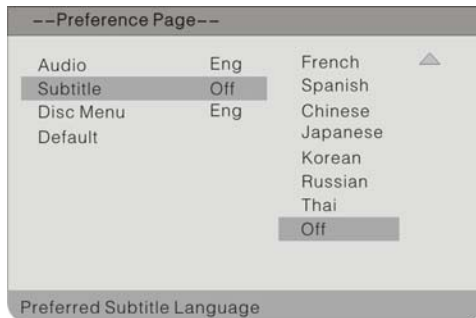 --Preference Page--
Audio Eng
Subtitle Off
Disc Menu Eng
Default
French
Spanish
Chinese
Japanese
Korean
Russian
Thai
Off
Preferred Subtitle Language